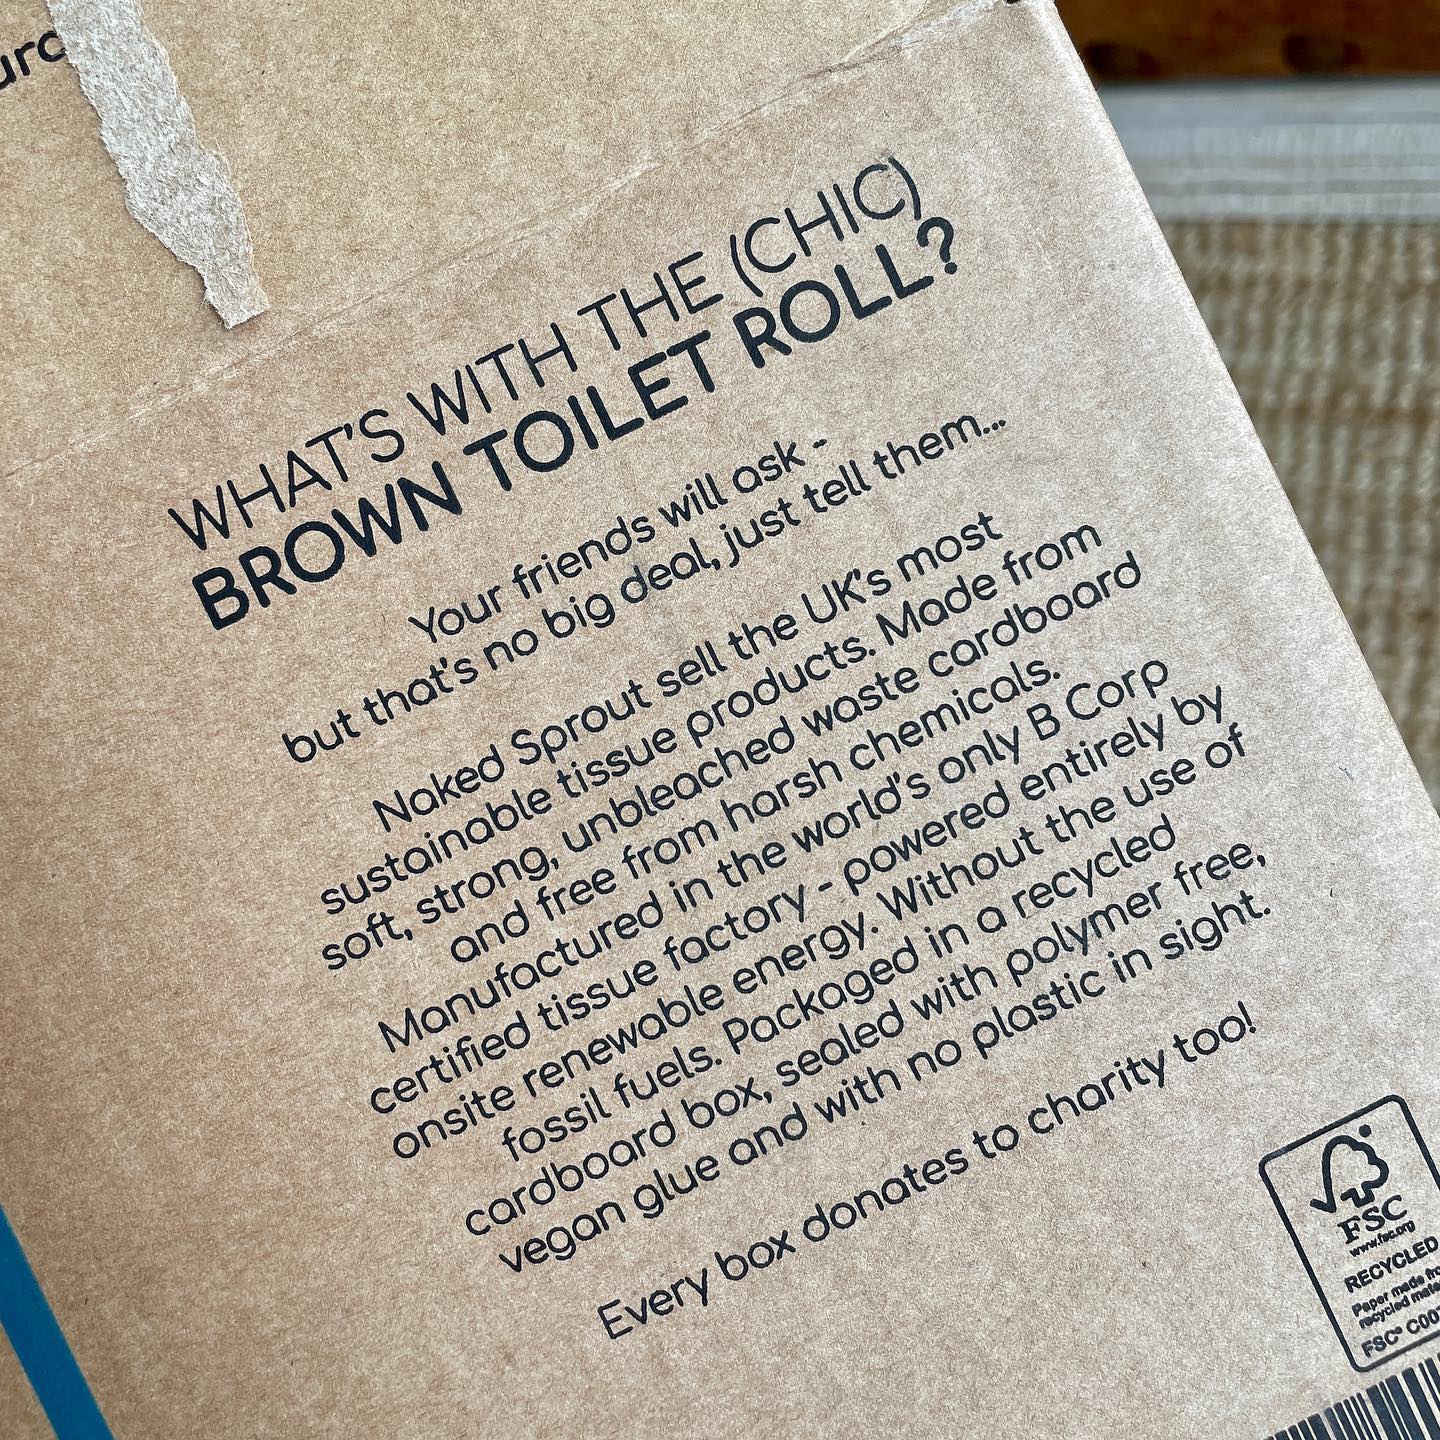 WHAT'S WITH THE (CHIC)
BROWN TOILET ROLL?
Your friends will ask -
but that's no big deal, just tell them...
Naked Sprout sell the UK's most
sustainable tissue products. Made from
soft, strong, unbleached waste cardboard
and free from harsh chemicals.
Manufactured in the world's only B Corp
certified tissue factory - powered entirely by
onsite renewable energy. Without the use of
fossil fuels. Packaged in a recycled
cardboard box, sealed with polymer free,
vegan glue and with no plastic in sight.
Every box donates to charity too!
FSC
www.fsc.org
RECYCLED
Paper made
recycled
FSC®